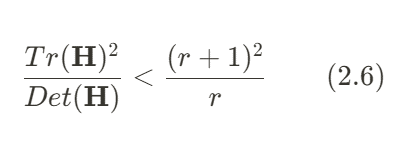 Tr(𝐇)² / Det(𝐇) < (r + 1)² / r (2.6)